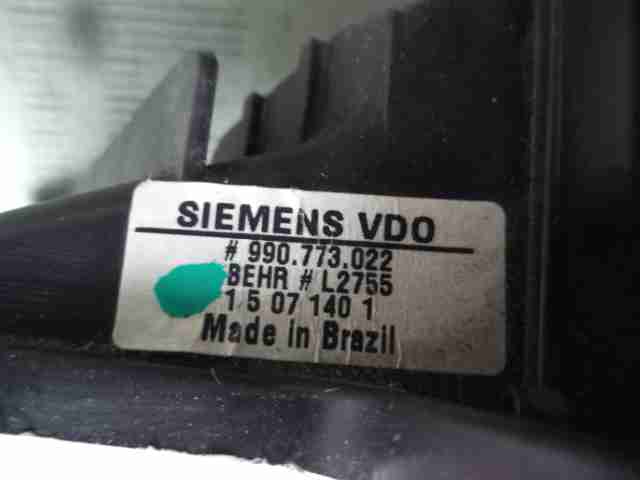 SIEMENS VDO
# 990.773.022
BEHR # L2755
1 5 07 140 1
Made in Brazil